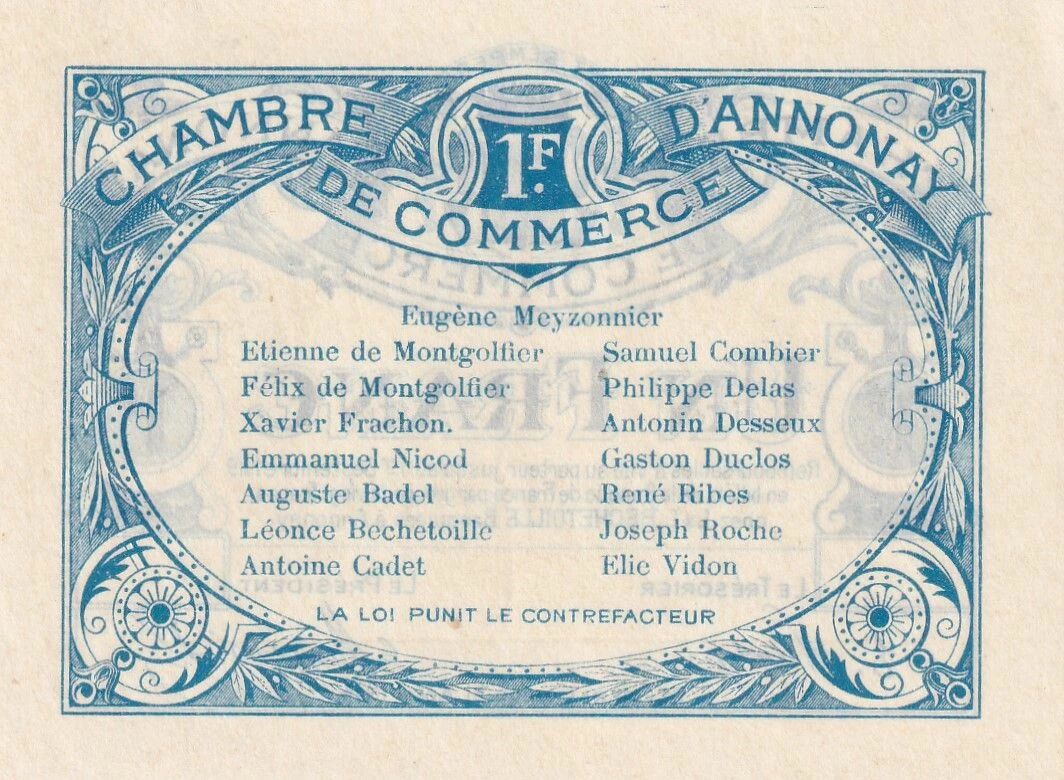 CHAMBRE
DE COMMERCE
D'ANNONAY
1F.
Eugène Meyzonnier
Etienne de Montgolfier
Félix de Montgolfier
Xavier Frachon.
Emmanuel Nicod
Auguste Badel
Léonce Bechetoille
Antoine Cadet
Samuel Combier
Philippe Delas
Antonin Desseux
Gaston Duclos
René Ribes
Joseph Roche
Elie Vidon
LA LOI PUNIT LE CONTREFACTEUR